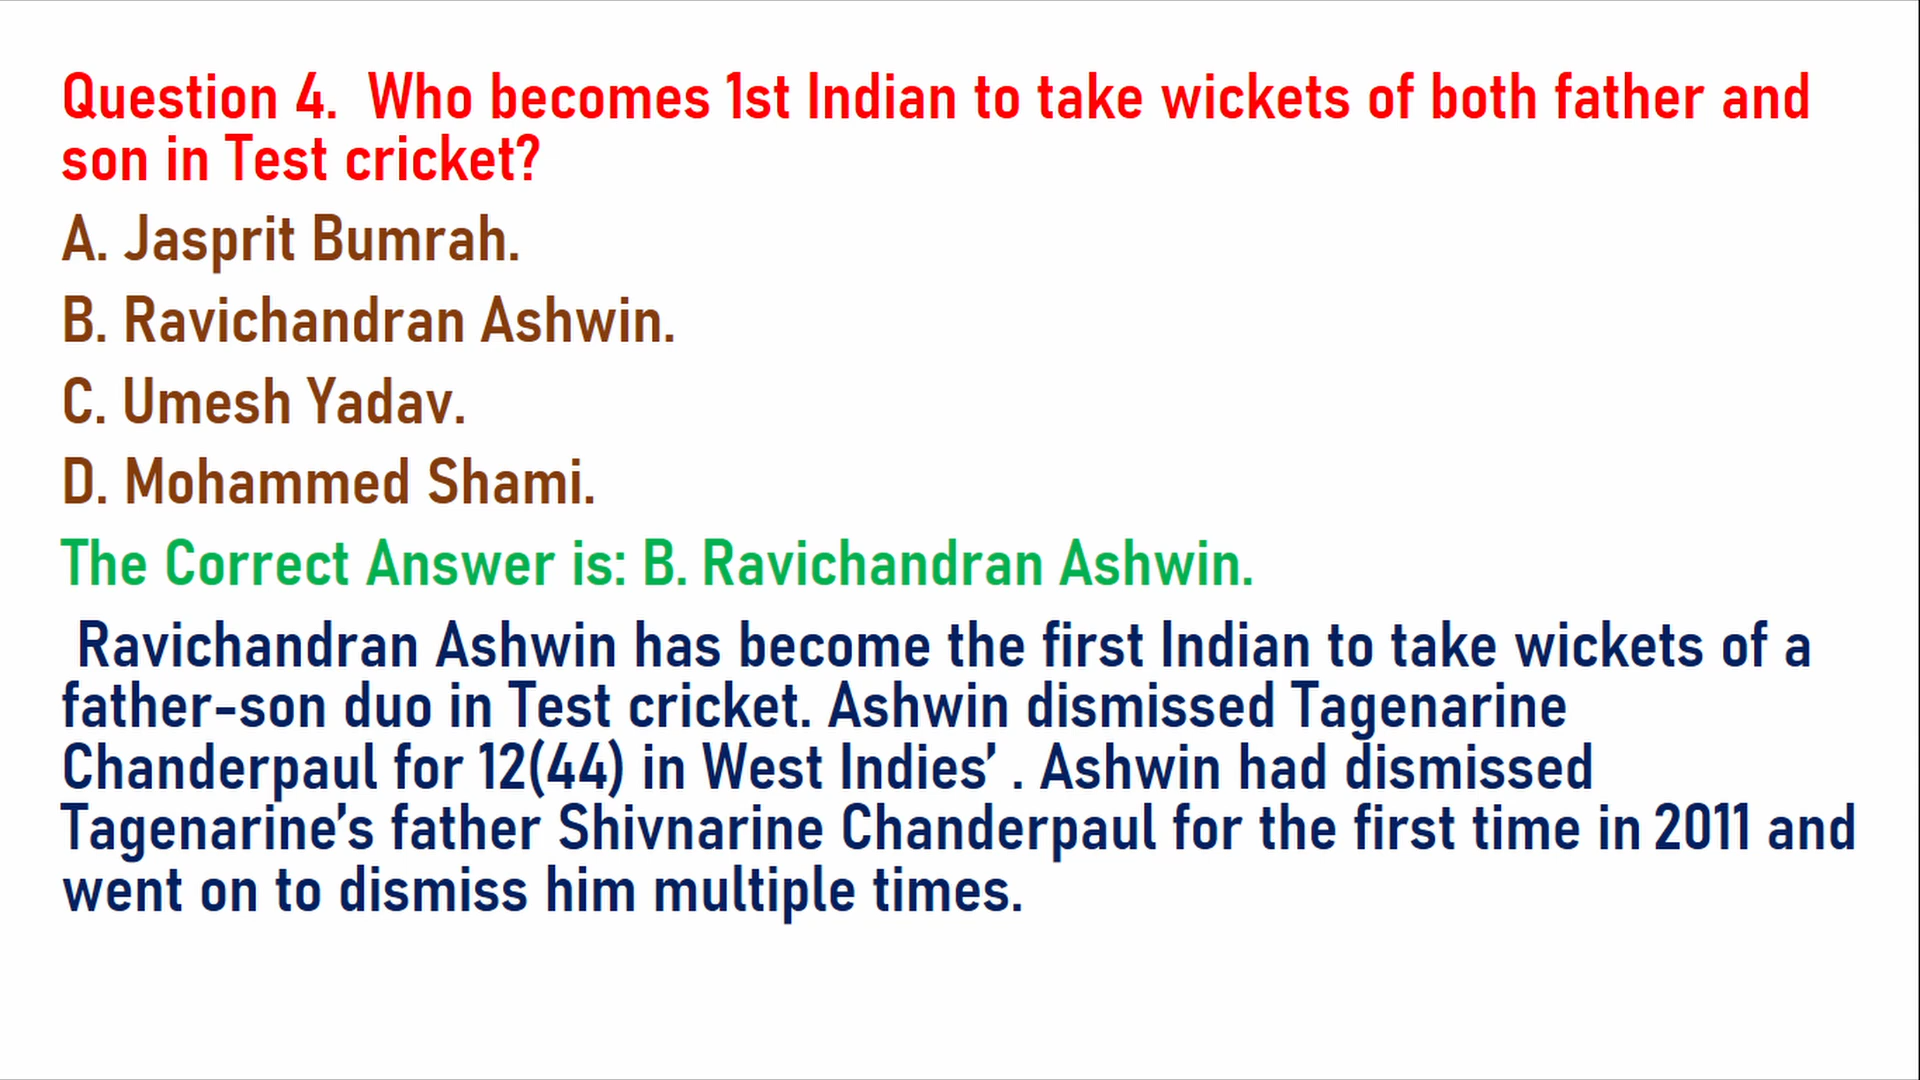 Question 4.  Who becomes 1st Indian to take wickets of both father and
son in Test cricket?
A. Jasprit Bumrah.
B. Ravichandran Ashwin.
C. Umesh Yadav.
D. Mohammed Shami.
The Correct Answer is: B. Ravichandran Ashwin.
Ravichandran Ashwin has become the first Indian to take wickets of a
father-son duo in Test cricket. Ashwin dismissed Tagenarine
Chanderpaul for 12(44) in West Indies’ . Ashwin had dismissed
Tagenarine’s father Shivnarine Chanderpaul for the first time in 2011 and
went on to dismiss him multiple times.